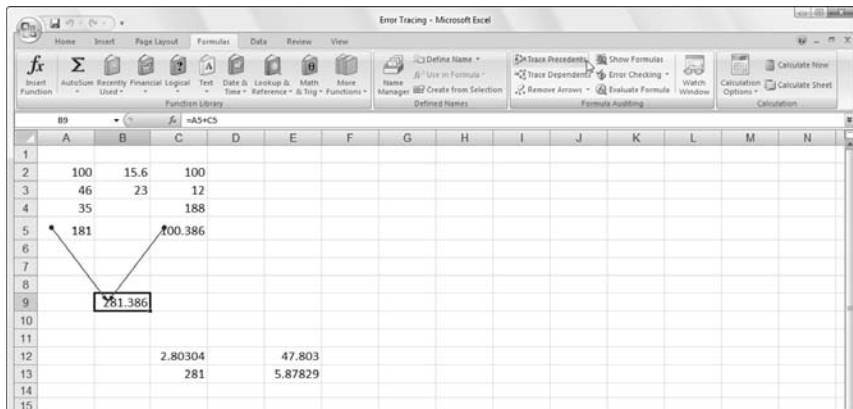 Error Tracing - Microsoft Excel
Home Insert Page Layout Formulas Data Review View
fx Insert Function
Σ AutoSum
Recently Used
Financial
Logical
Text
Date & Time
Lookup & Reference
Math & Trig
More Functions
Function Library
Name Manager
Define Name
Use in Formula
Create from Selection
Defined Names
Trace Precedents
Trace Dependents
Remove Arrows
Show Formulas
Error Checking
Evaluate Formula
Watch Window
Formula Auditing
Calculation Options
Calculate Now
Calculate Sheet
Calculation
B9 fx =A5+C5
A B C D E F G H I J K L M N
1
2 100 15.6 100
3 46 23 12
4 35 188
5 181 100.386
6
7
8
9 281.386
10
11
12 2.80304 47.803
13 281 5.87829
14
15